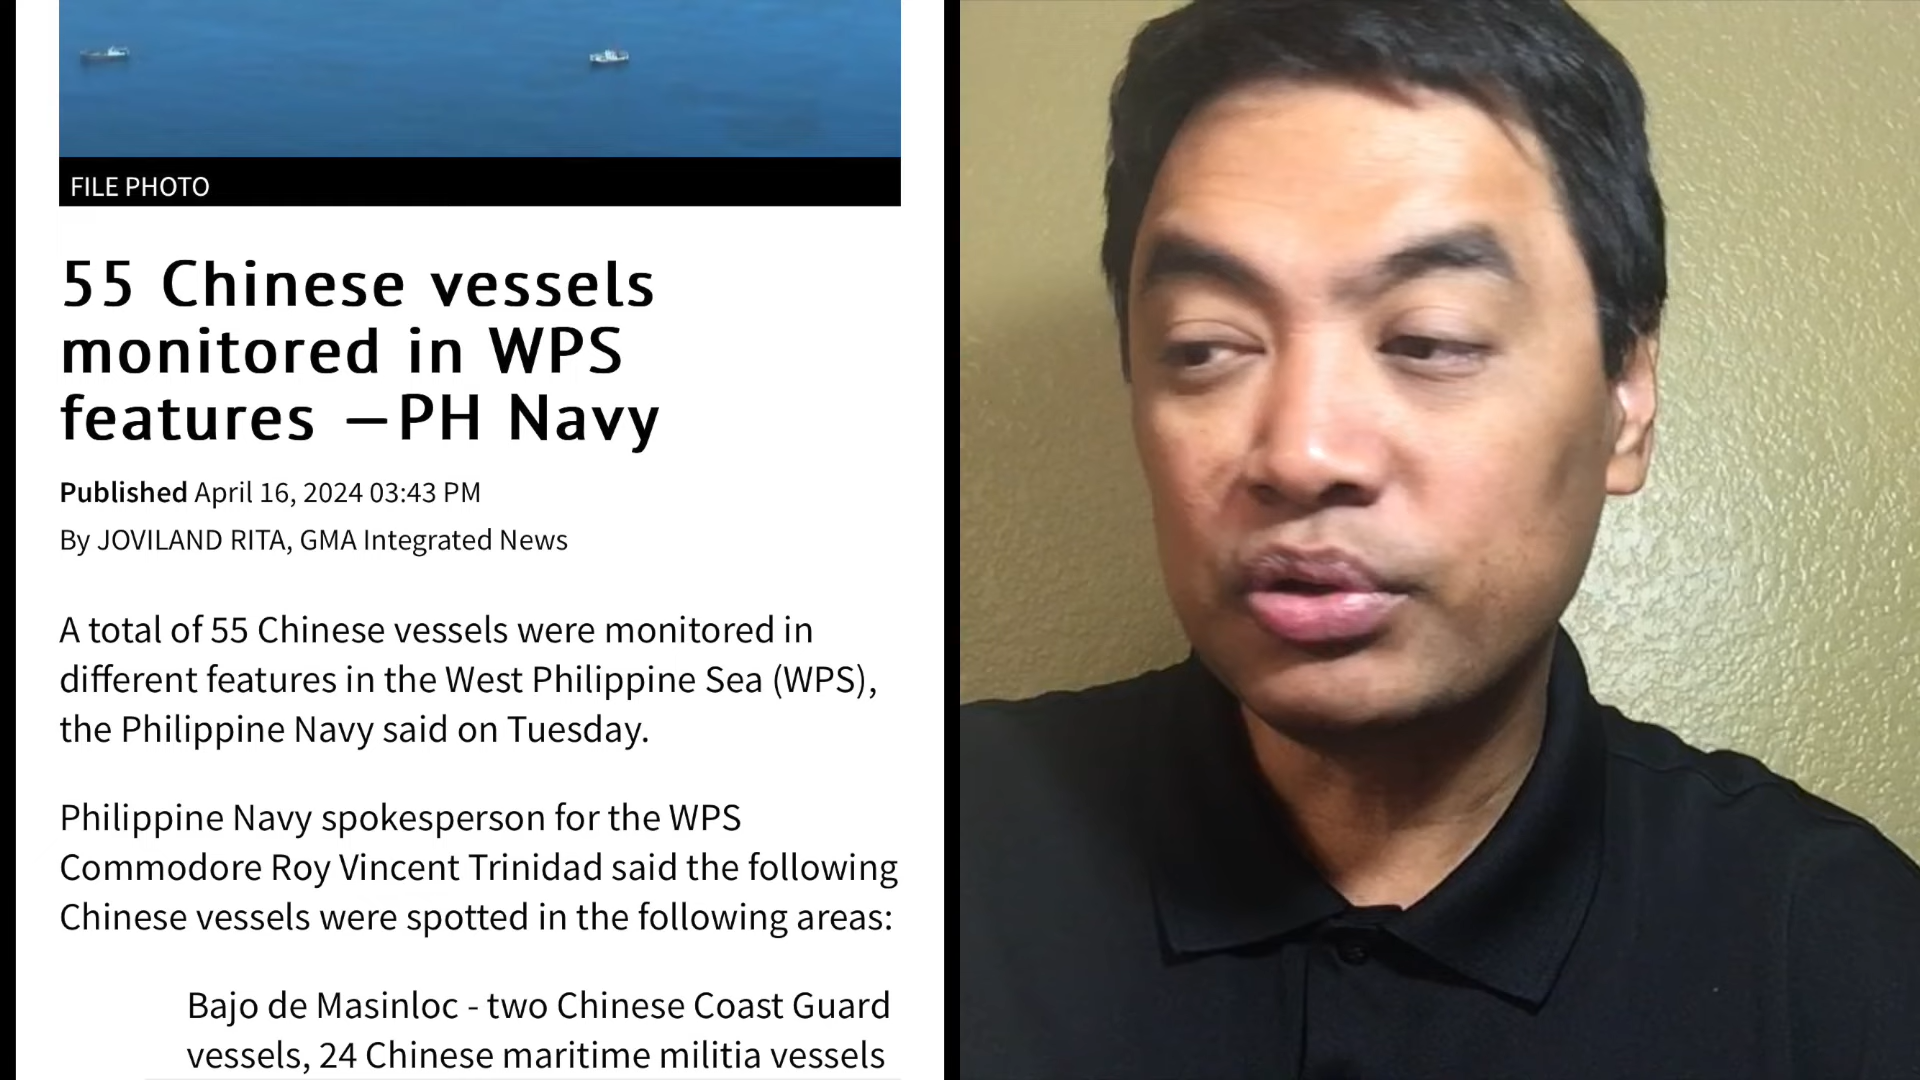 FILE PHOTO
55 Chinese vessels
monitored in WPS
features —PH Navy
Published April 16, 2024 03:43 PM
By JOVILAND RITA, GMA Integrated News
A total of 55 Chinese vessels were monitored in
different features in the West Philippine Sea (WPS),
the Philippine Navy said on Tuesday.
Philippine Navy spokesperson for the WPS
Commodore Roy Vincent Trinidad said the following
Chinese vessels were spotted in the following areas:
Bajo de Masinloc - two Chinese Coast Guard
vessels, 24 Chinese maritime militia vessels